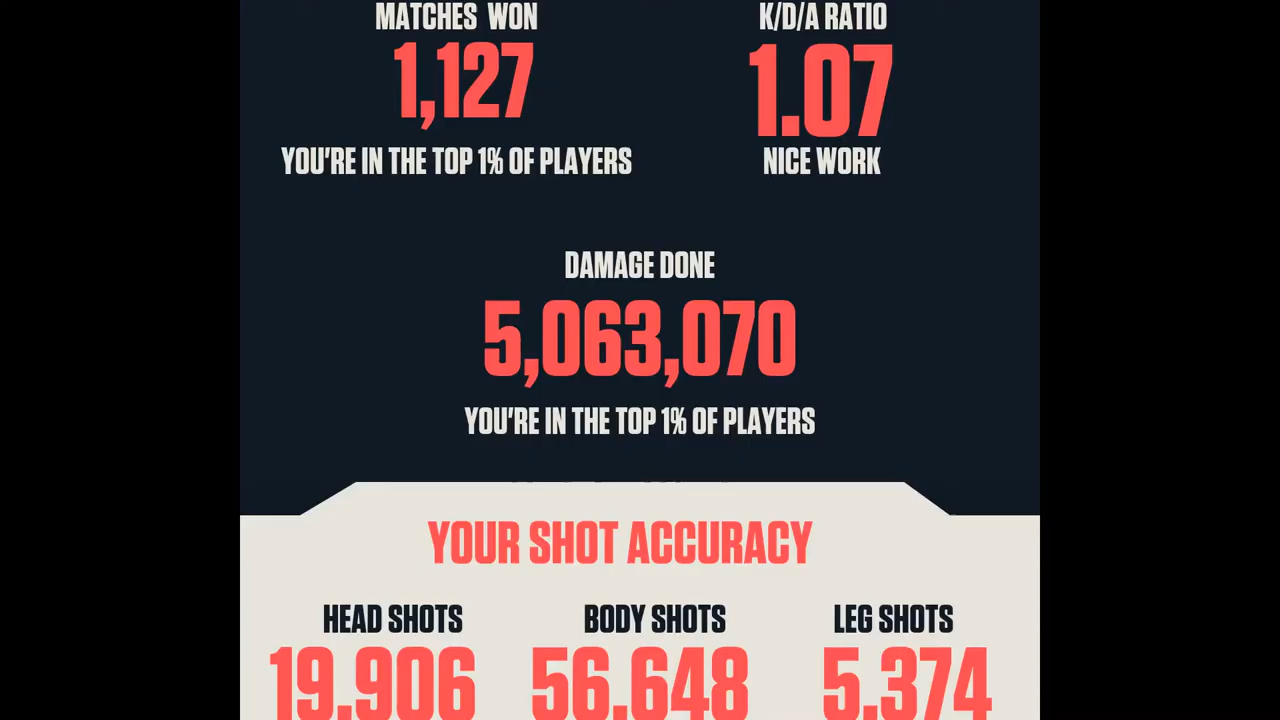 MATCHES WON
1,127
YOU'RE IN THE TOP 1% OF PLAYERS
K/D/A RATIO
1.07
NICE WORK
DAMAGE DONE
5,063,070
YOU'RE IN THE TOP 1% OF PLAYERS
YOUR SHOT ACCURACY
HEAD SHOTS
19,906
BODY SHOTS
56,648
LEG SHOTS
5,374